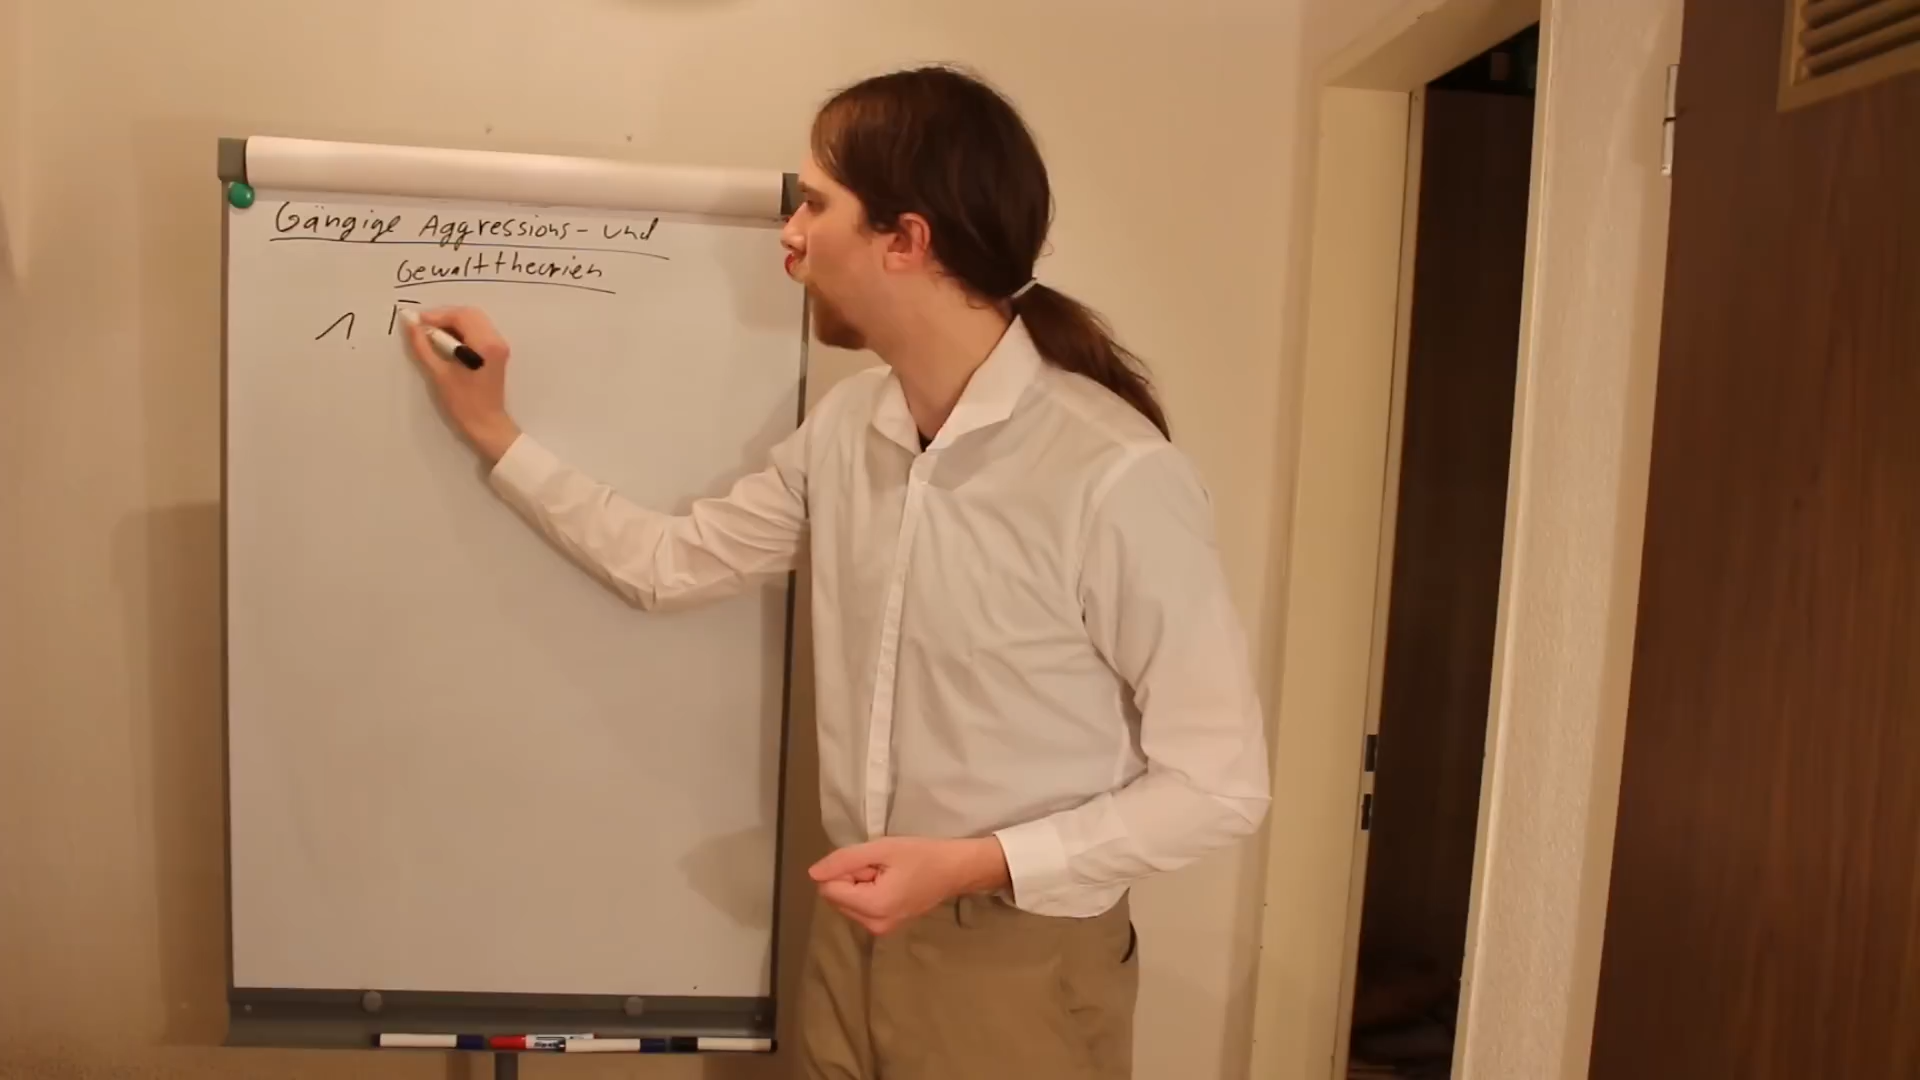 Gängige Aggressions- und
Gewalttheorien
1. F